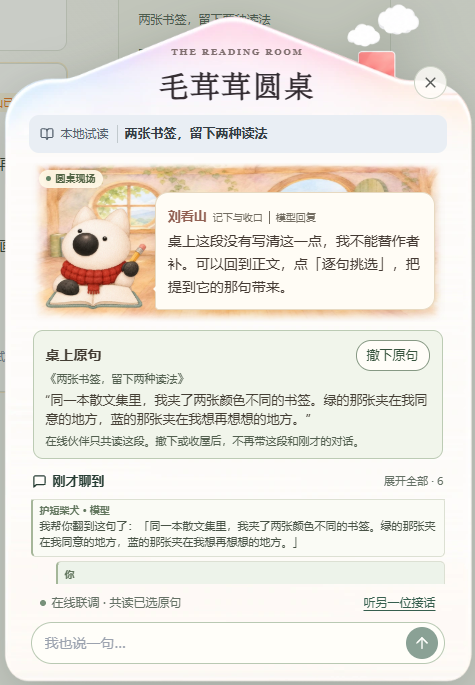 两张书签，留下两种读法
THE READING ROOM
毛茸茸圆桌
本地试读 两张书签，留下两种读法
圆桌现场
刘看山 记下与收口 | 模型回复
桌上这段没有写清这一点，我不能替作者
补。可以回到正文，点「逐句挑选」，把
提到它的那句带来。
桌上原句
撤下原句
《两张书签，留下两种读法》
“同一本散文集里，我夹了两张颜色不同的书签。绿的那张夹在我同
意的地方，蓝的那张夹在我想再想想的地方。”
在线伙伴只共读这段。撤下或收屋后，不再带这段和刚才的对话。
刚才聊到
展开全部 · 6
护短柴犬 • 模型
我帮你翻到这句了：「同一本散文集里，我夹了两张颜色不同的书签。绿的那张夹在我同意的地方，蓝的那张夹在我想再想想的地方。」
你
在线联调 · 共读已选原句
听另一位接话
我也说一句...